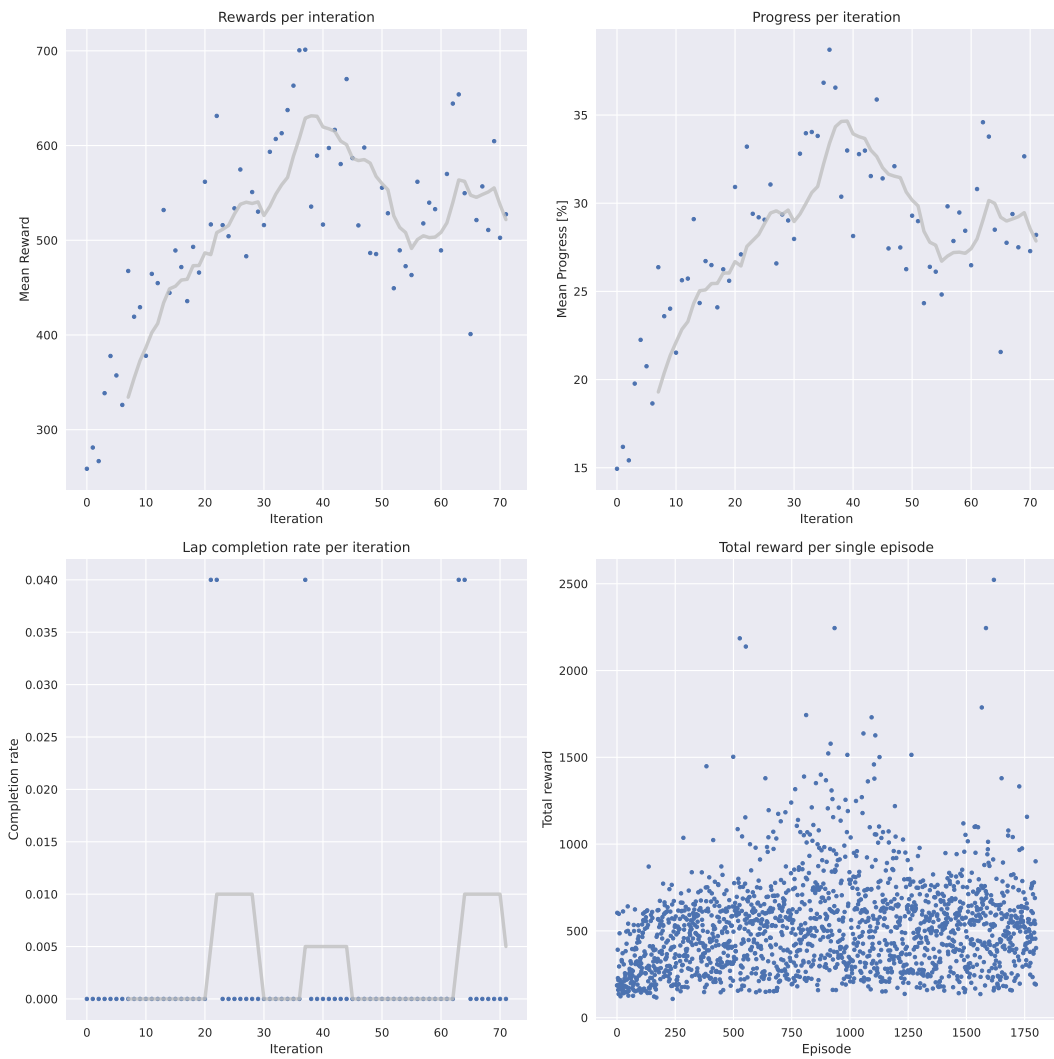 Rewards per interation
700
600
500
400
300
Mean Reward
0 10 20 30 40 50 60 70
Iteration
Progress per iteration
35
30
25
20
15
Mean Progress [%]
0 10 20 30 40 50 60 70
Iteration
Lap completion rate per iteration
0.040
0.035
0.030
0.025
0.020
0.015
0.010
0.005
0.000
Completion rate
0 10 20 30 40 50 60 70
Iteration
Total reward per single episode
2500
2000
1500
1000
500
0
Total reward
0 250 500 750 1000 1250 1500 1750
Episode